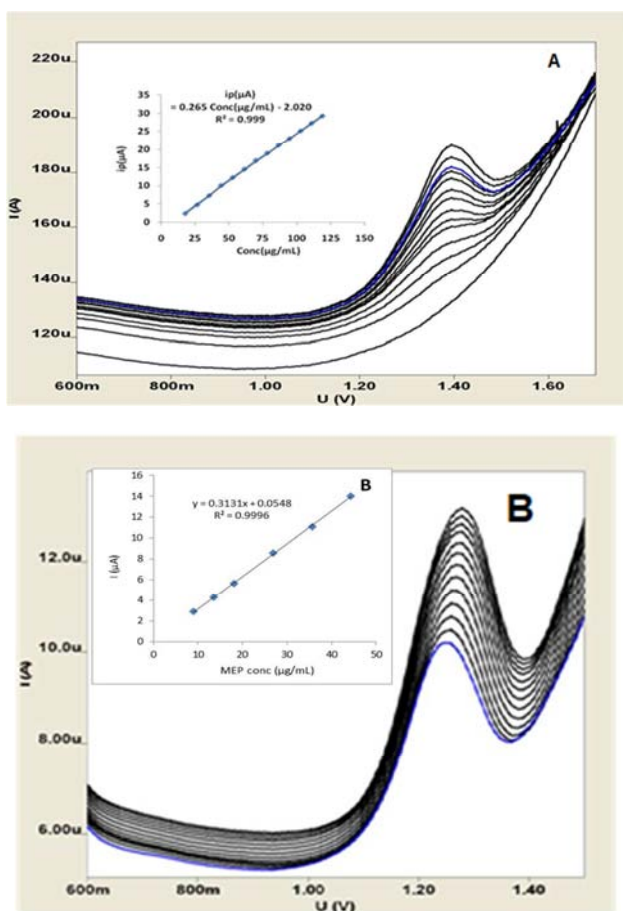 220u
200u
180u
160u
140u
120u
I(A)
600m
800m
1.00
1.20
1.40
1.60
U (V)
A
ip(µA)
= 0.265 Conc(µg/mL) - 2.020
R² = 0.999
35
30
25
20
15
10
5
0
ip(µA)
0
25
50
75
100
125
150
Conc(µg/mL)
12.0u
10.0u
8.00u
6.00u
I(A)
600m
800m
1.00
1.20
1.40
U (V)
B
B
y = 0.3131x + 0.0548
R² = 0.9996
16
14
12
10
8
6
4
2
0
I (µA)
0
10
20
30
40
50
MEP conc (µg/mL)